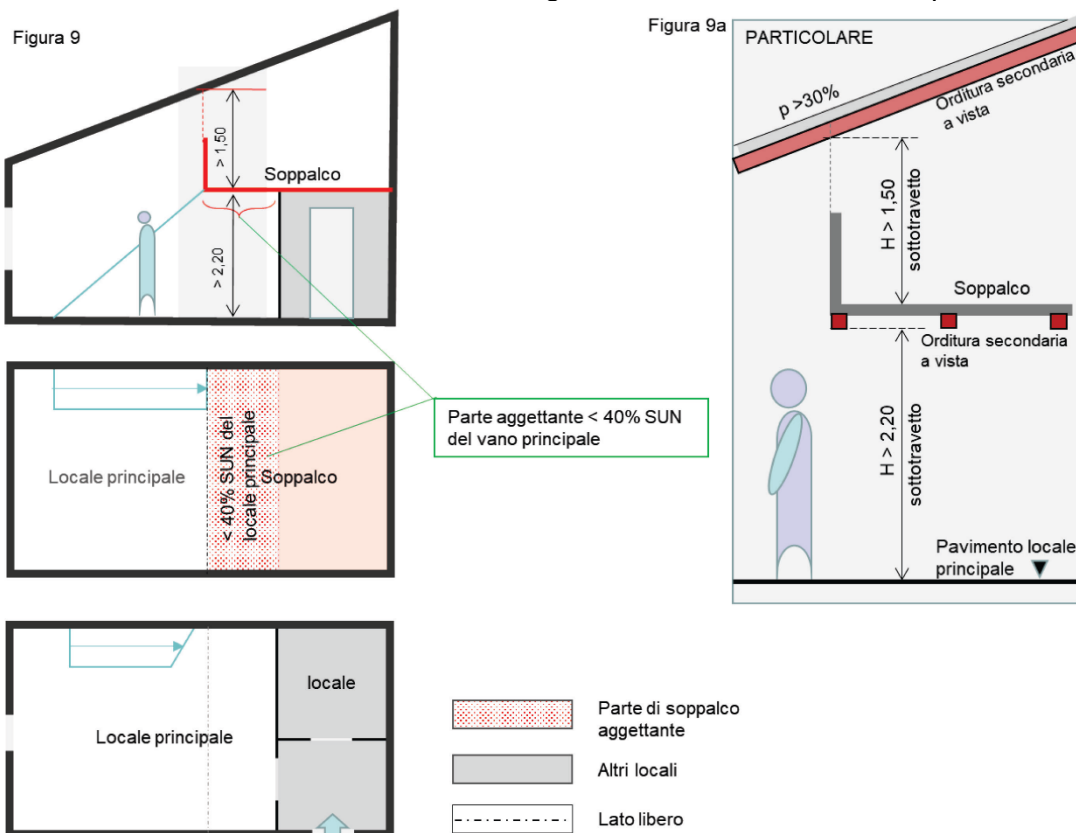 Figura 9
> 1,50
Soppalco
> 2,20
< 40% SUN del
locale principale
Locale principale
Soppalco
Parte aggettante < 40% SUN
del vano principale
locale
Locale principale
Parte di soppalco
aggettante
Altri locali
Lato libero
Figura 9a
PARTICOLARE
p >30%
Orditura secondaria
a vista
H > 1,50
sottotravetto
Soppalco
Orditura secondaria
a vista
H > 2,20
sottotravetto
Pavimento locale
principale